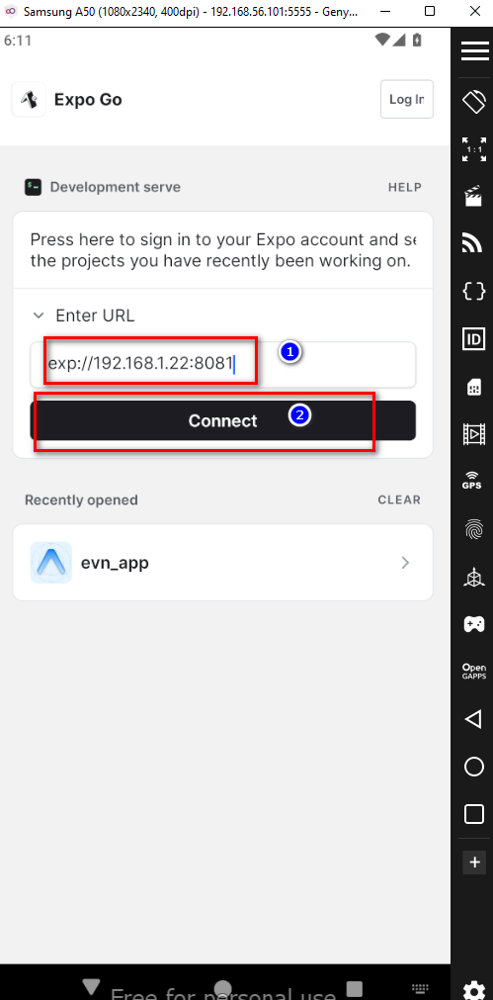 Samsung A50 (1080x2340, 400dpi) - 192.168.56.101:5555 - Geny...
6:11
Expo Go
Log In
Development serve
HELP
Press here to sign in to your Expo account and se
the projects you have recently been working on.
Enter URL
exp://192.168.1.22:8081
1
Connect
2
Recently opened
CLEAR
evn_app
1:1
ID
GPS
Open
GAPPS
Free for personal use